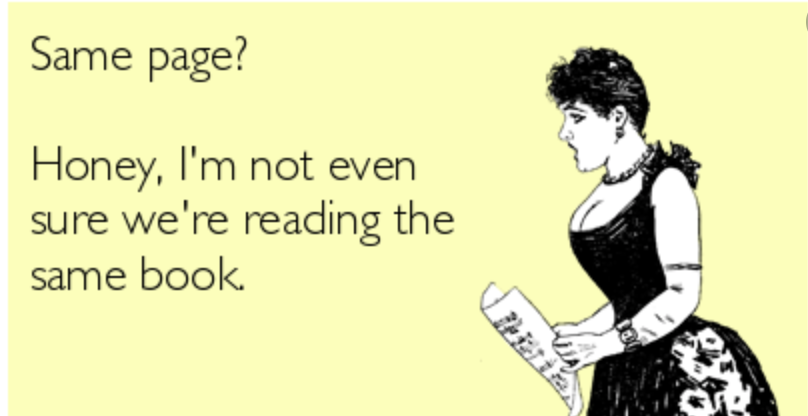 Same page?
Honey, I'm not even
sure we're reading the
same book.